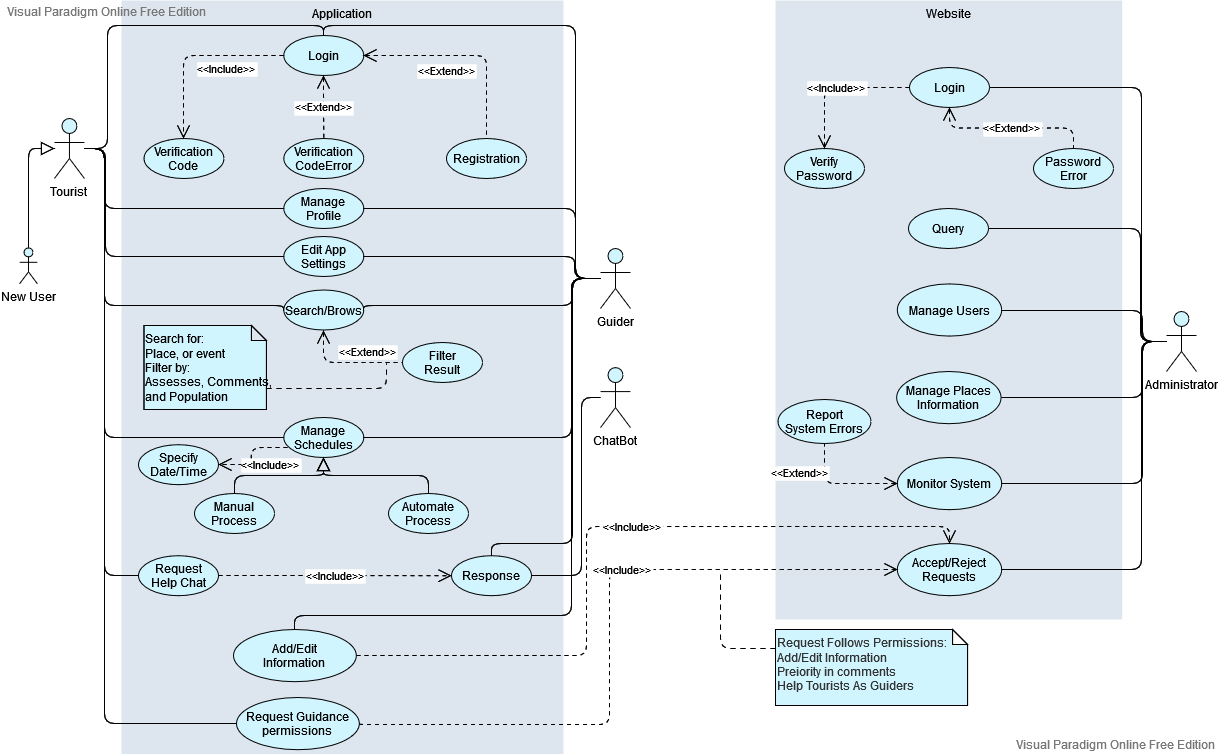 Visual Paradigm Online Free Edition
Application
Website
Login
<<Include>>
<<Extend>>
<<Extend>>
Verification
Code
Verification
CodeError
Registration
Tourist
New User
Manage
Profile
Edit App
Settings
Search/Brows
Search for:
Place, or event
Filter by:
Assesses, Comments,
and Population
<<Extend>>
Filter
Result
Manage
Schedules
Specify
Date/Time
<<Include>>
Manual
Process
Automate
Process
Request
Help Chat
<<Include>>
Response
Add/Edit
Information
Request Guidance
permissions
Guider
ChatBot
<<Include>>
<<Include>>
Login
<<Include>>
<<Extend>>
Verify
Password
Password
Error
Query
Manage Users
Manage Places
Information
Report
System Errors
<<Extend>>
Monitor System
Accept/Reject
Requests
Administrator
Request Follows Permissions:
Add/Edit Information
Preiority in comments
Help Tourists As Guiders
Visual Paradigm Online Free Edition